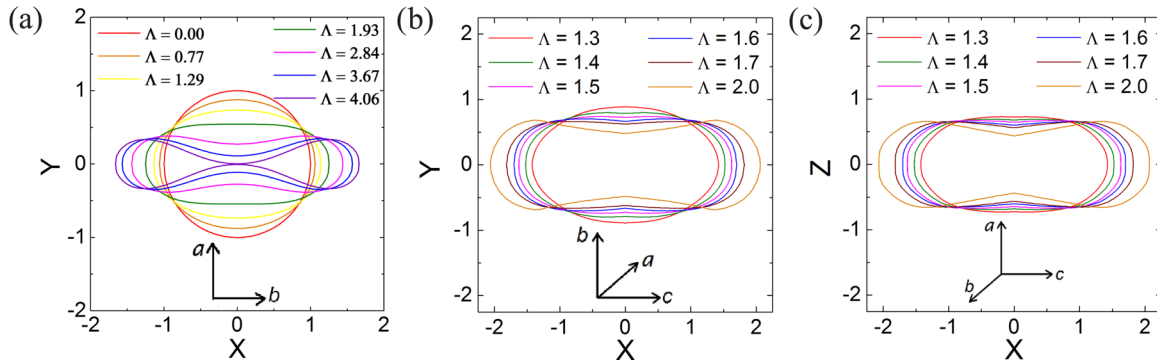 (a)
2
1
0
-1
-2
Y
Λ = 0.00
Λ = 0.77
Λ = 1.29
Λ = 1.93
Λ = 2.84
Λ = 3.67
Λ = 4.06
a
b
-2 -1 0 1 2
X
(b)
2
1
0
-1
-2
Y
Λ = 1.3
Λ = 1.4
Λ = 1.5
Λ = 1.6
Λ = 1.7
Λ = 2.0
b
a
c
-2 -1 0 1 2
X
(c)
2
1
0
-1
-2
Z
Λ = 1.3
Λ = 1.4
Λ = 1.5
Λ = 1.6
Λ = 1.7
Λ = 2.0
a
b
c
-2 -1 0 1 2
X